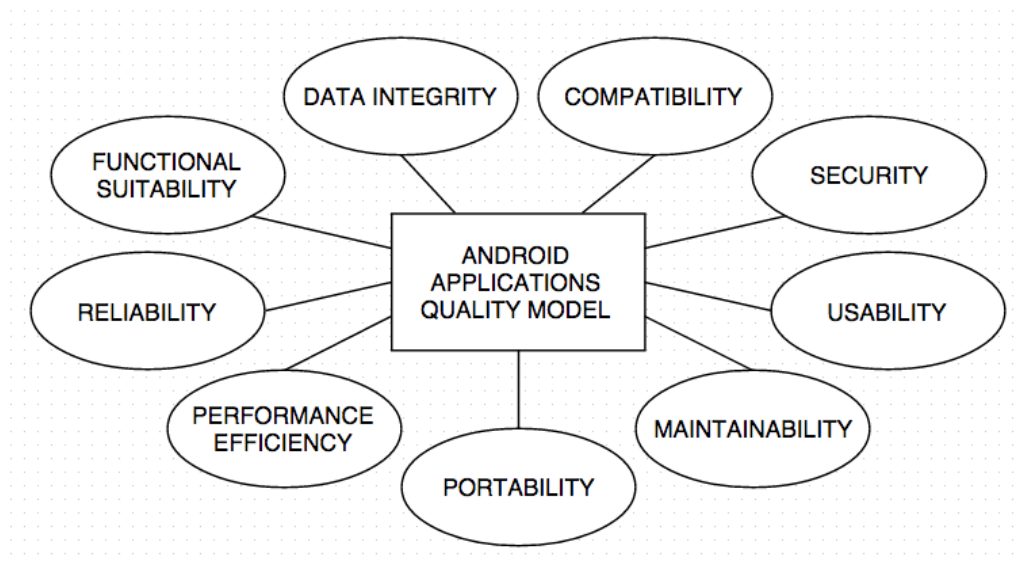 DATA INTEGRITY
COMPATIBILITY
FUNCTIONAL
SUITABILITY
SECURITY
ANDROID
APPLICATIONS
QUALITY MODEL
RELIABILITY
USABILITY
PERFORMANCE
EFFICIENCY
MAINTAINABILITY
PORTABILITY